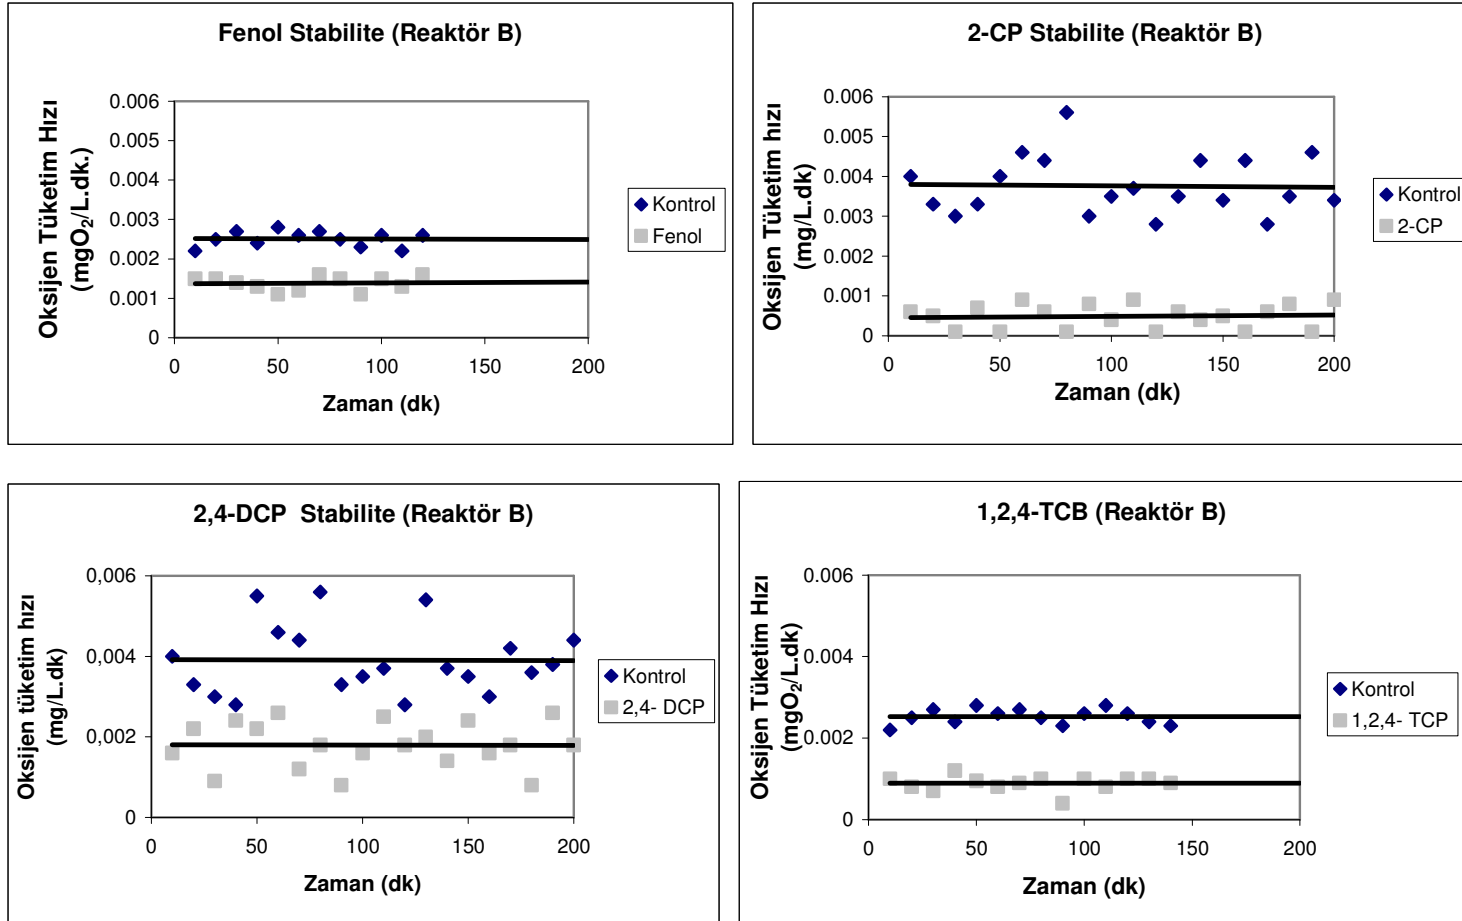 Fenol Stabilite (Reaktör B)
Oksijen Tüketim Hızı
(mgO₂/L.dk.)
0.006
0.005
0.004
0.003
0.002
0.001
0
0
50
100
150
200
Zaman (dk)
Kontrol
Fenol
2-CP Stabilite (Reaktör B)
Oksijen Tüketim hızı
(mg/L.dk)
0.006
0.005
0.004
0.003
0.002
0.001
0
0
50
100
150
200
Zaman (dk)
Kontrol
2-CP
2,4-DCP Stabilite (Reaktör B)
Oksijen tüketim hızı
(mg/L.dk)
0,006
0,004
0,002
0
0
50
100
150
200
Zaman (dk)
Kontrol
2,4- DCP
1,2,4-TCB (Reaktör B)
Oksijen Tüketim Hızı
(mgO₂/L.dk)
0.006
0.004
0.002
0
0
50
100
150
200
Zaman (dk)
Kontrol
1,2,4- TCP